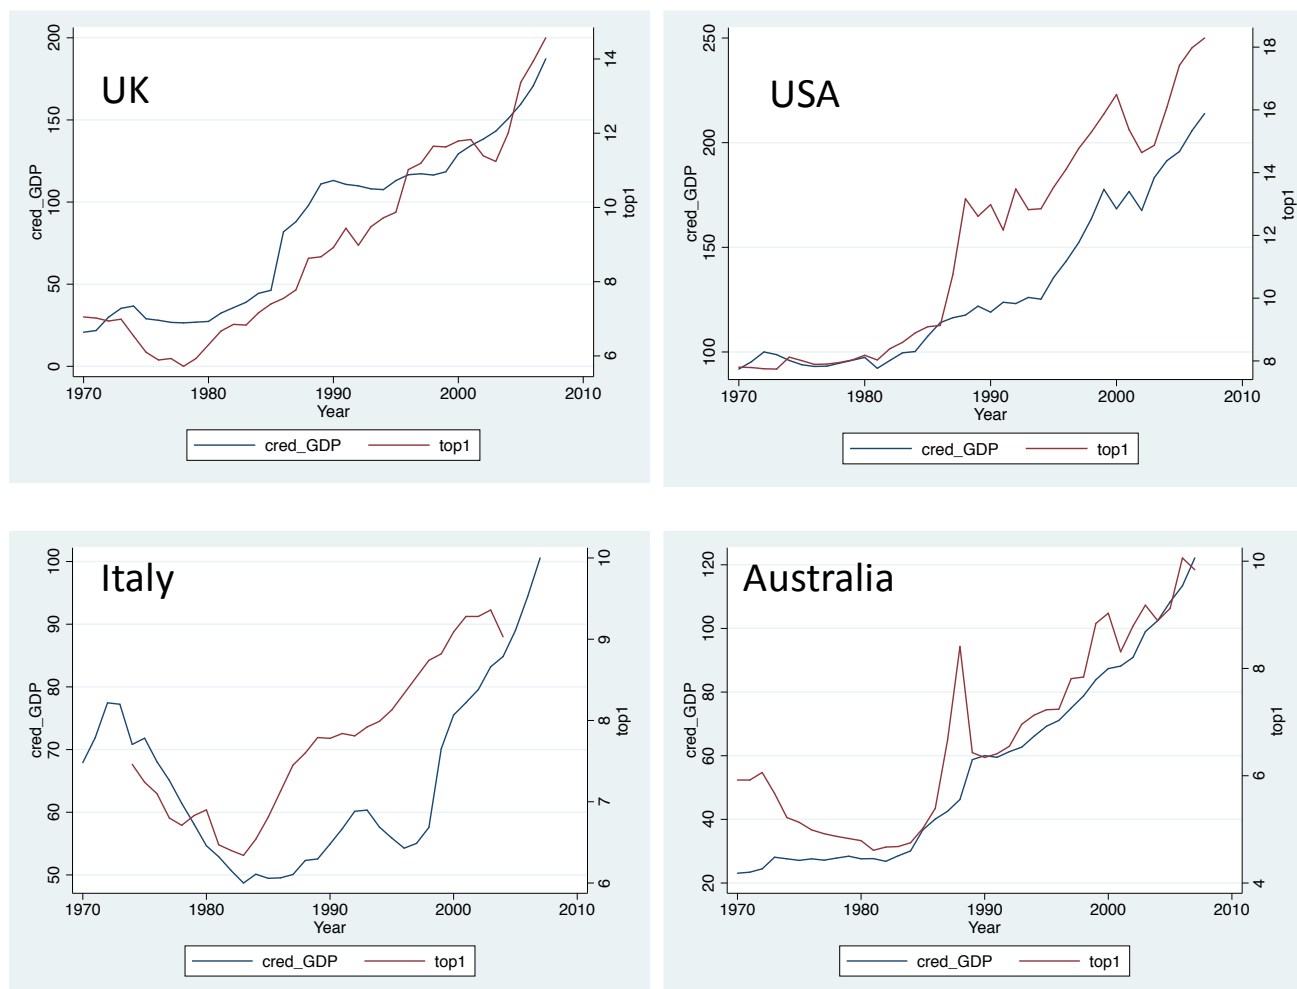 UK
cred_GDP
0 50 100 150 200
top1
6 8 10 12 14
1970 1980 1990 2000 2010
Year
cred_GDP top1
USA
cred_GDP
100 150 200 250
top1
8 10 12 14 16 18
1970 1980 1990 2000 2010
Year
cred_GDP top1
Italy
cred_GDP
50 60 70 80 90 100
top1
6 7 8 9 10
1970 1980 1990 2000 2010
Year
cred_GDP top1
Australia
cred_GDP
20 40 60 80 100 120
top1
4 6 8 10
1970 1980 1990 2000 2010
Year
cred_GDP top1